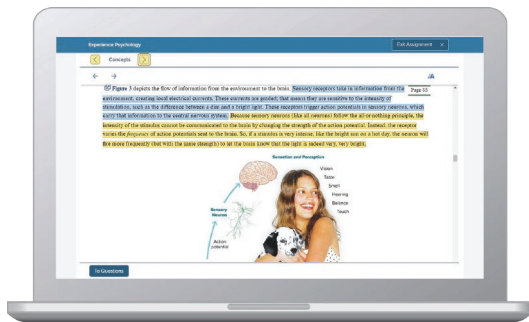 Experience Psychology
Exit Assignment X
Concepts
Figure 3 depicts the flow of information from the environment to the brain. Sensory receptors take in information from the
Page 83
environment, creating local electrical currents. These currents are graded; that means they are sensitive to the intensity of
stimulation, such as the difference between a dim and a bright light. These receptors trigger action potentials in sensory neurons, which
carry that information to the central nervous system. Because sensory neurons (like all neurons) follow the all-or-nothing principle, the
intensity of the stimulus cannot be communicated to the brain by changing the strength of the action potential. Instead, the receptor
varies the frequency of action potentials sent to the brain. So, if a stimulus is very intense, like the bright sun on a hot day, the neuron will
fire more frequently (but with the same strength) to let the brain know that the light is indeed very, very bright.
Sensation and Perception
Vision
Taste
Smell
Hearing
Balance
Touch
Sensory
Neurons
Action
potential
To Questions